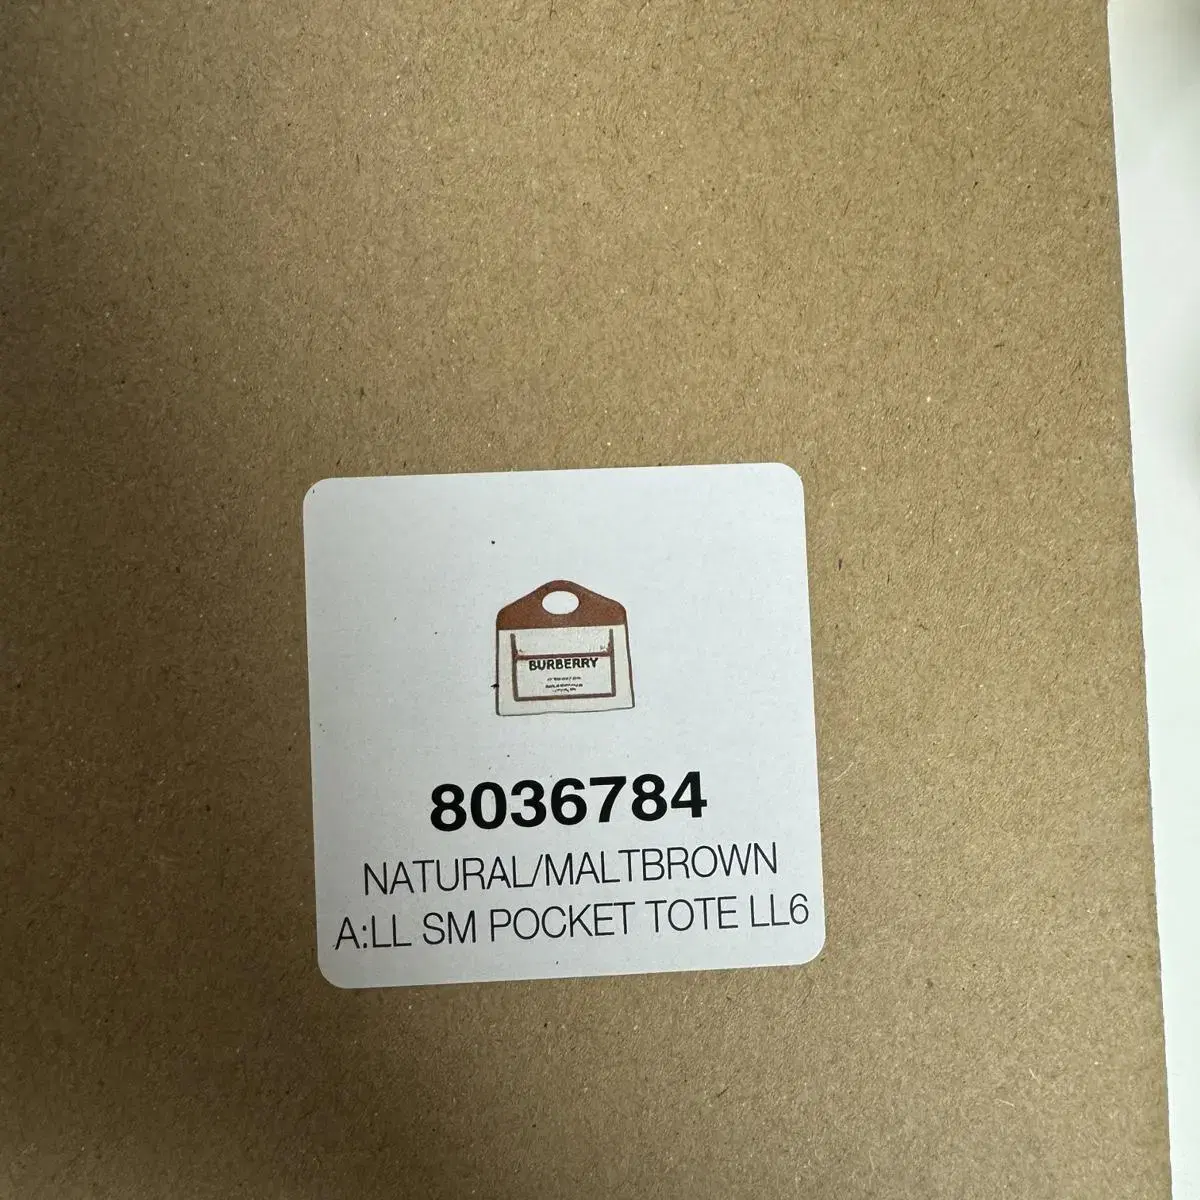 BURBERRY
8036784
NATURAL/MALTBROWN
A:LL SM POCKET TOTE LL6